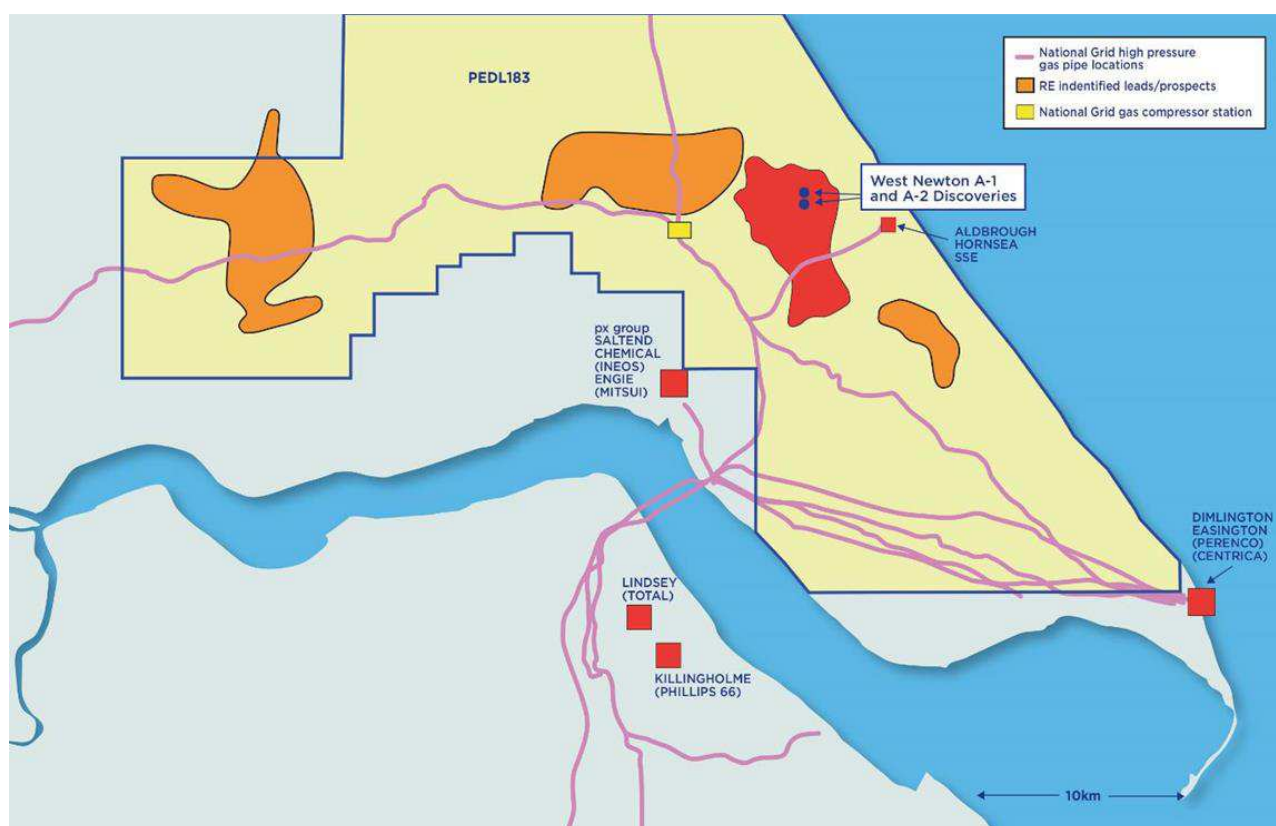 PEDL183
National Grid high pressure
gas pipe locations
RE indentified leads/prospects
National Grid gas compressor station
West Newton A-1
and A-2 Discoveries
ALDBROUGH
HORNSEA
SSE
px group
SALTEND
CHEMICAL
(INEOS)
ENGIE
(MITSUI)
DIMLINGTON
EASINGTON
(PERENCO)
(CENTRICA)
LINDSEY
(TOTAL)
KILLINGHOLME
(PHILLIPS 66)
10km